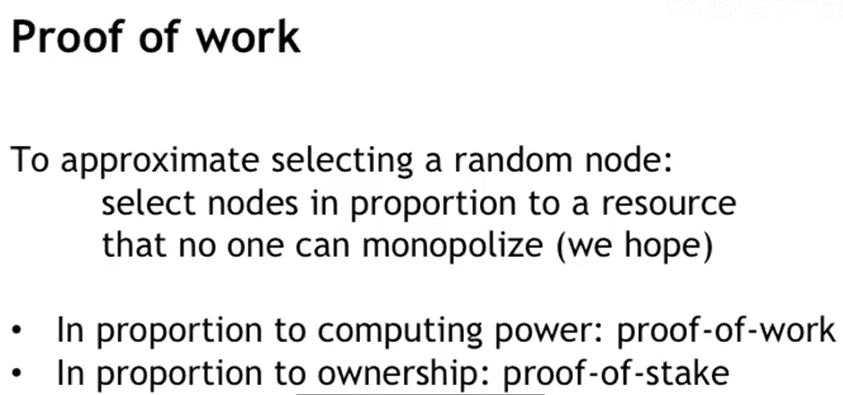 Proof of work
To approximate selecting a random node:
select nodes in proportion to a resource
that no one can monopolize (we hope)
• In proportion to computing power: proof-of-work
• In proportion to ownership: proof-of-stake